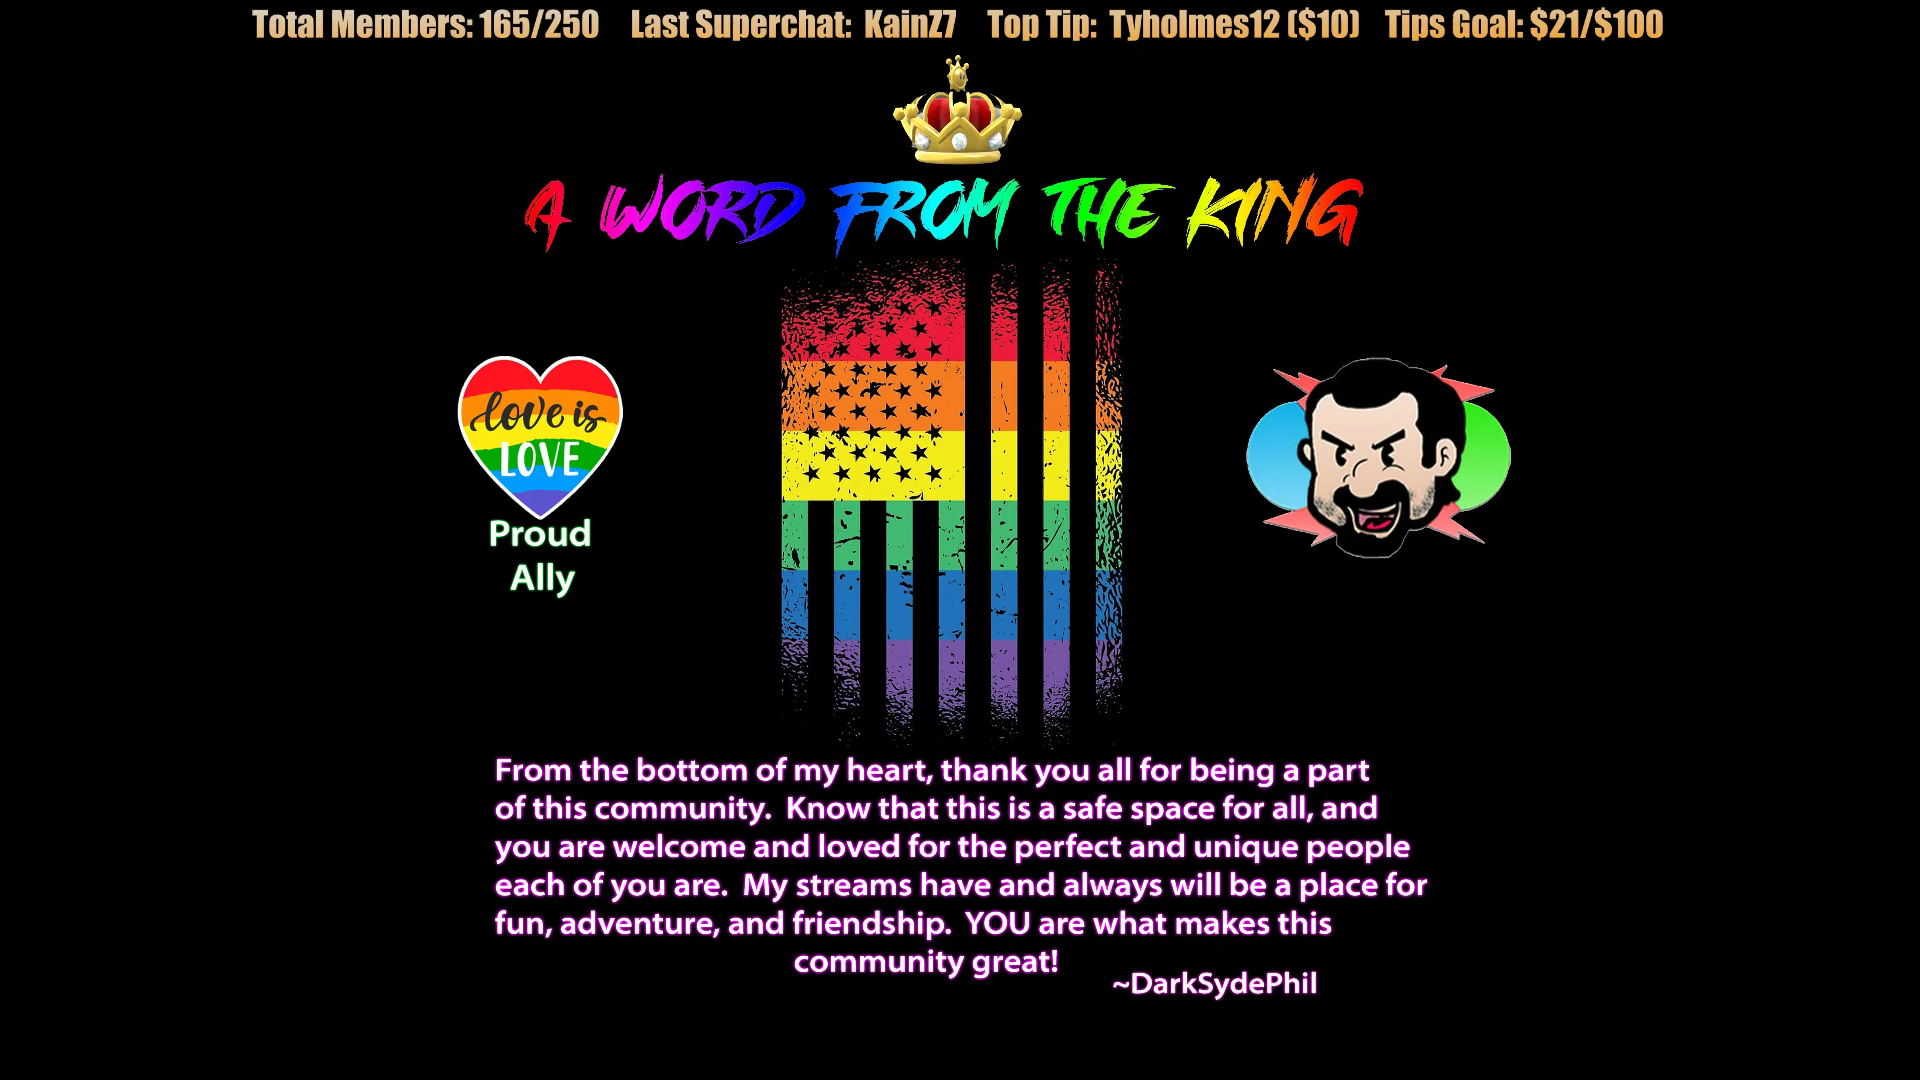 Total Members: 165/250 Last Superchat: KainZ7 Top Tip: Tyholmes12 ($10) Tips Goal: $21/$100
A WORD FROM THE KING
love is
LOVE
Proud
Ally
From the bottom of my heart, thank you all for being a part
of this community. Know that this is a safe space for all, and
you are welcome and loved for the perfect and unique people
each of you are. My streams have and always will be a place for
fun, adventure, and friendship. YOU are what makes this
community great!
~DarkSydePhil